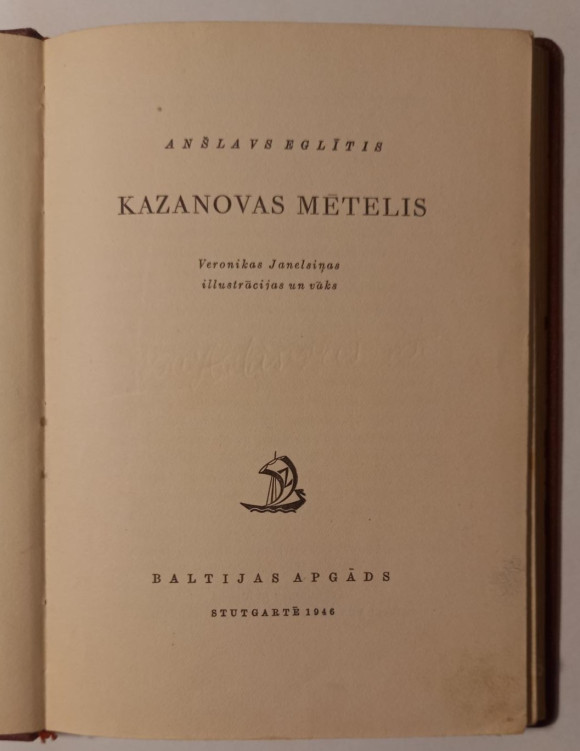 ANŠLAVS EGLĪTIS
KAZANOVAS MĒTELIS
Veronikas Janelsiņas
illustrācijas un vāks
BALTIJAS APGĀDS
STUTGARTĒ 1946